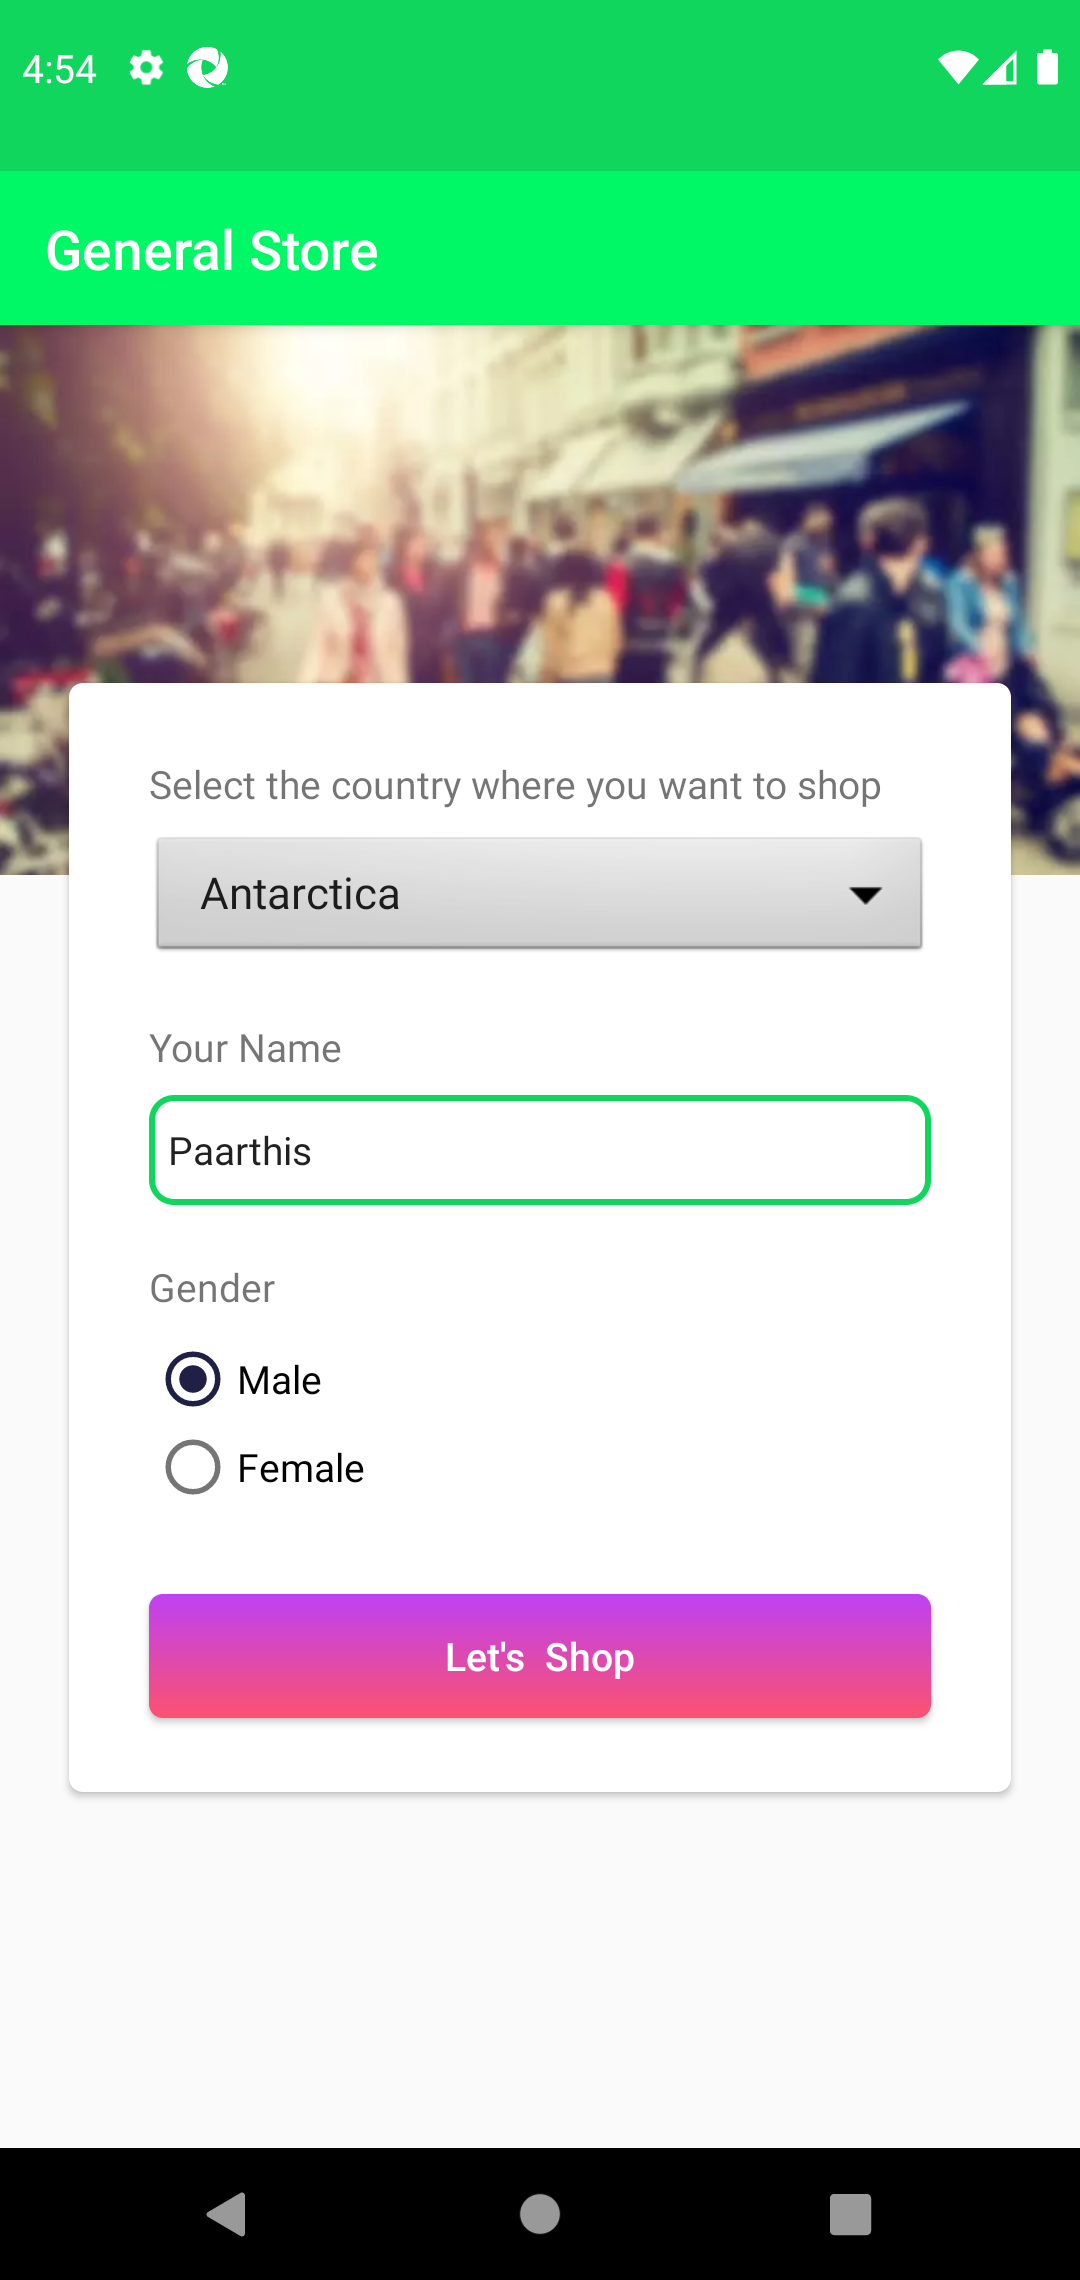 4:54
General Store
Select the country where you want to shop
Antarctica
Your Name
Paarthis
Gender
Male
Female
Let's Shop